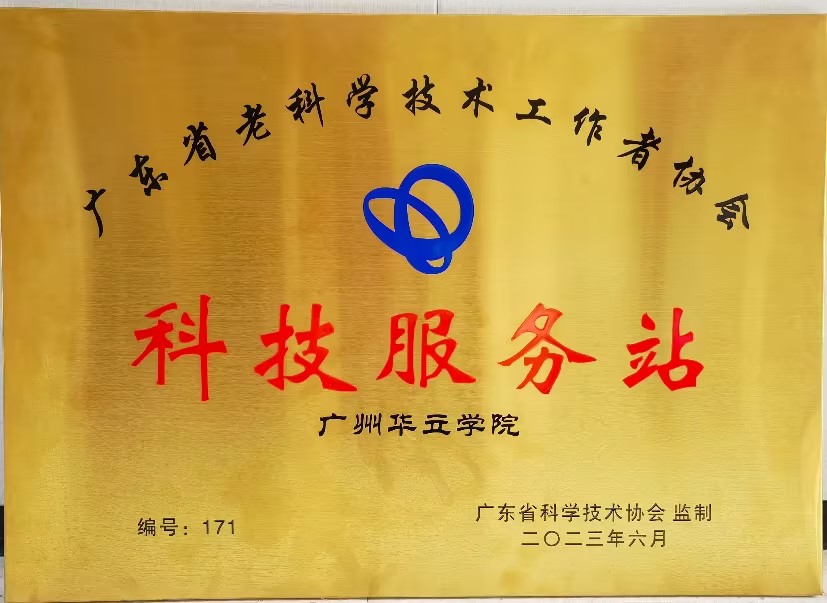 广东省老科学技术工作者协会
科技服务站
广州华立学院
编号：171
广东省科学技术协会 监制
二〇二三年六月